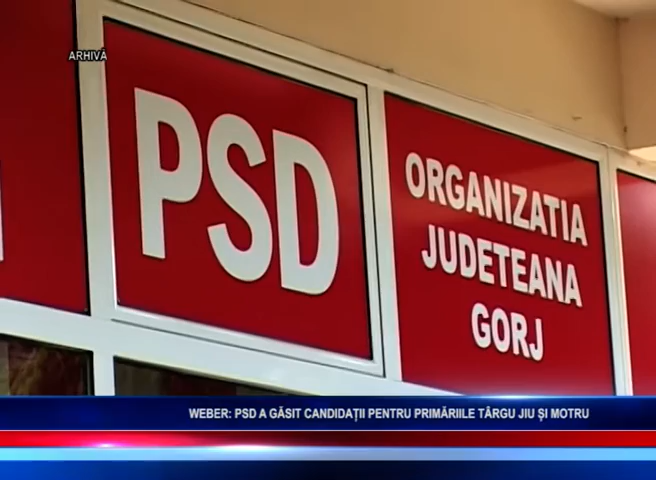 ARHIVĂ
PSD
ORGANIZATIA
JUDETEANA
GORJ
WEBER: PSD A GĂSIT CANDIDAȚII PENTRU PRIMĂRIILE TÂRGU JIU ȘI MOTRU